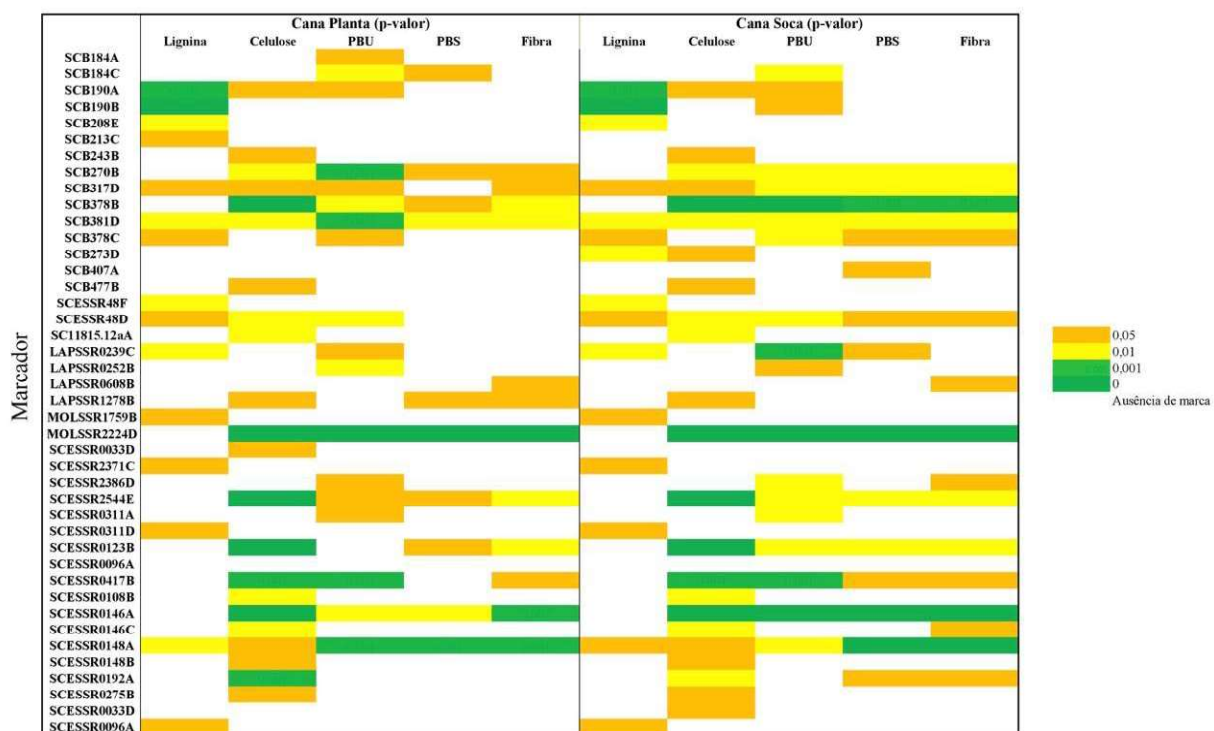 Cana Planta (p-valor) Cana Soca (p-valor)
Lignina Celulose PBU PBS Fibra Lignina Celulose PBU PBS Fibra
Marcador
SCB184A
SCB184C
SCB190A
SCB190B
SCB208E
SCB213C
SCB243B
SCB270B
SCB317D
SCB378B
SCB381D
SCB378C
SCB273D
SCB407A
SCB477B
SCESSR48F
SCESSR48D
SC11815.12aA
LAPSSR0239C
LAPSSR0252B
LAPSSR0608B
LAPSSR1278B
MOLSSR1759B
MOLSSR2224D
SCESSR0033D
SCESSR2371C
SCESSR2386D
SCESSR2544E
SCESSR0311A
SCESSR0311D
SCESSR0123B
SCESSR0096A
SCESSR0417B
SCESSR0108B
SCESSR0146A
SCESSR0146C
SCESSR0148A
SCESSR0148B
SCESSR0192A
SCESSR0275B
SCESSR0033D
SCESSR0096A
0,05
0,01
0,001
0
Ausência de marca